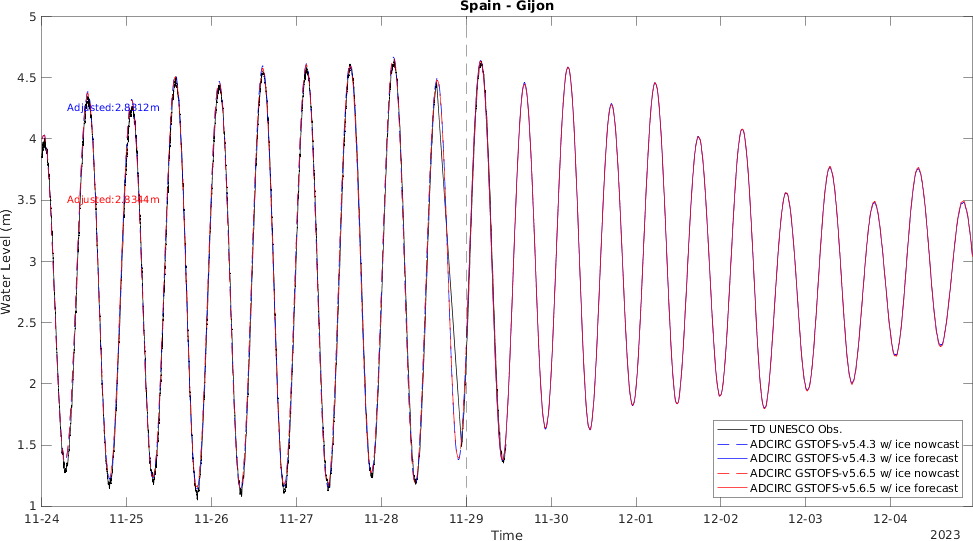 Spain - Gijon
5
4.5
4
3.5
3
2.5
2
1.5
1
Water Level (m)
Adjusted:2.8312m
Adjusted:2.8344m
TD UNESCO Obs.
ADCIRC GSTOFS-v5.4.3 w/ ice nowcast
ADCIRC GSTOFS-v5.4.3 w/ ice forecast
ADCIRC GSTOFS-v5.6.5 w/ ice nowcast
ADCIRC GSTOFS-v5.6.5 w/ ice forecast
11-24 11-25 11-26 11-27 11-28 11-29 11-30 12-01 12-02 12-03 12-04
Time
2023